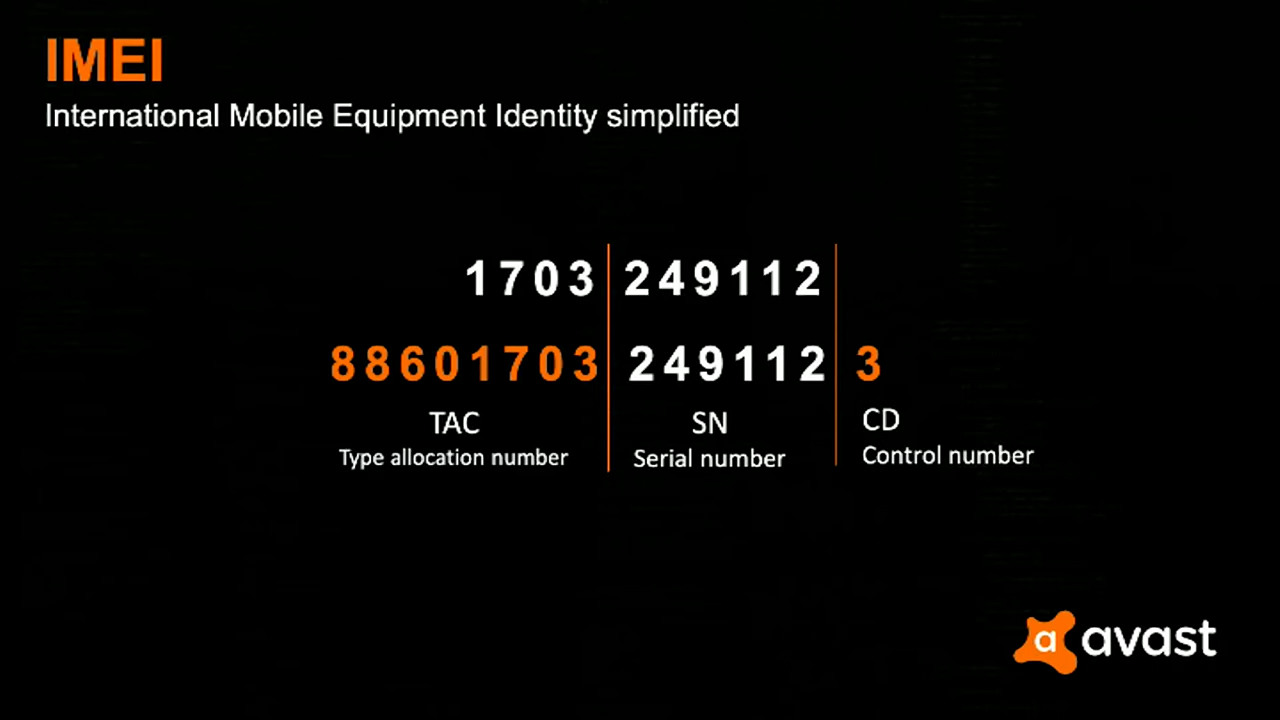 IMEI
International Mobile Equipment Identity simplified
1703 249112
88601703 249112 3
TAC SN CD
Type allocation number Serial number Control number
a avast